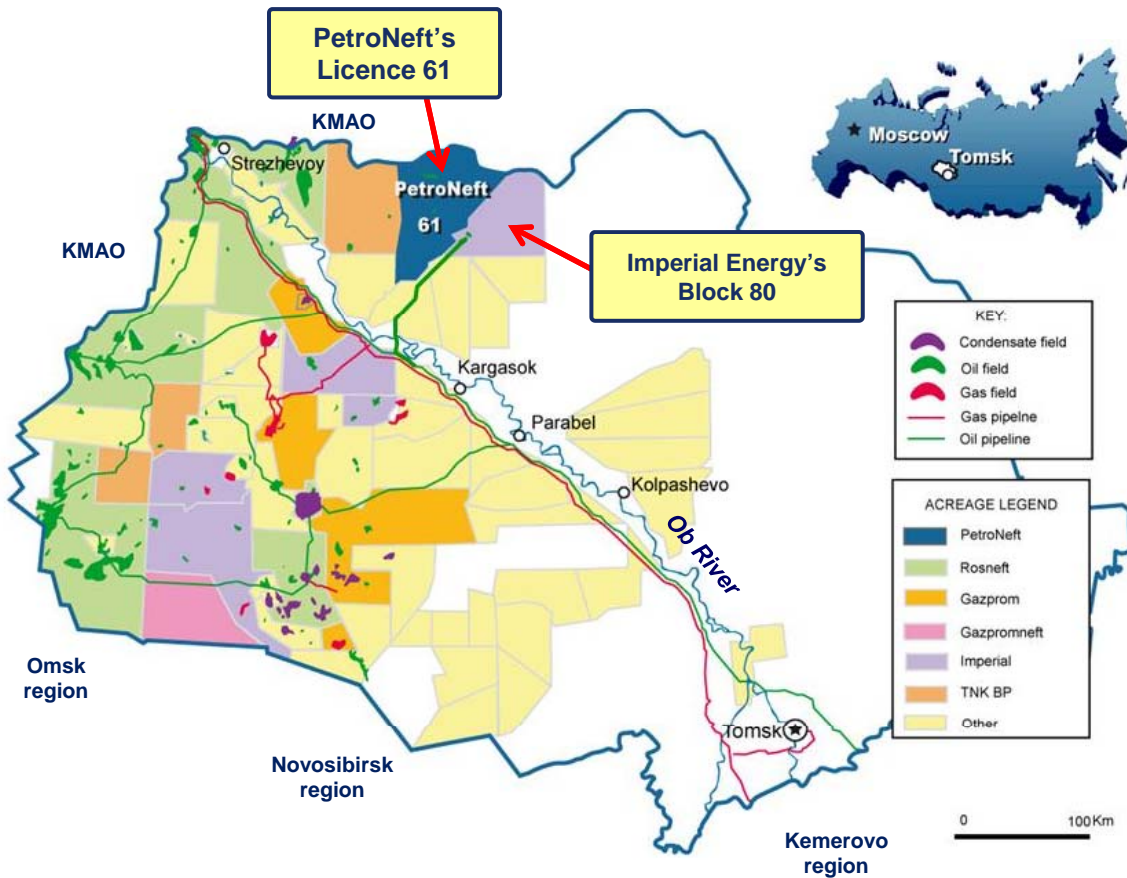 PetroNeft's
Licence 61
KMAO
Moscow
Tomsk
Strezhevoy
PetroNeft
61
KMAO
Imperial Energy's
Block 80
KEY:
Condensate field
Oil field
Gas field
Gas pipelne
Oil pipeline
Kargasok
Parabel
Kolpashevo
Ob River
ACREAGE LEGEND
PetroNeft
Rosneft
Gazprom
Gazpromneft
Imperial
TNK BP
Other
Omsk
region
Tomsk
Novosibirsk
region
0 100Km
Kemerovo
region